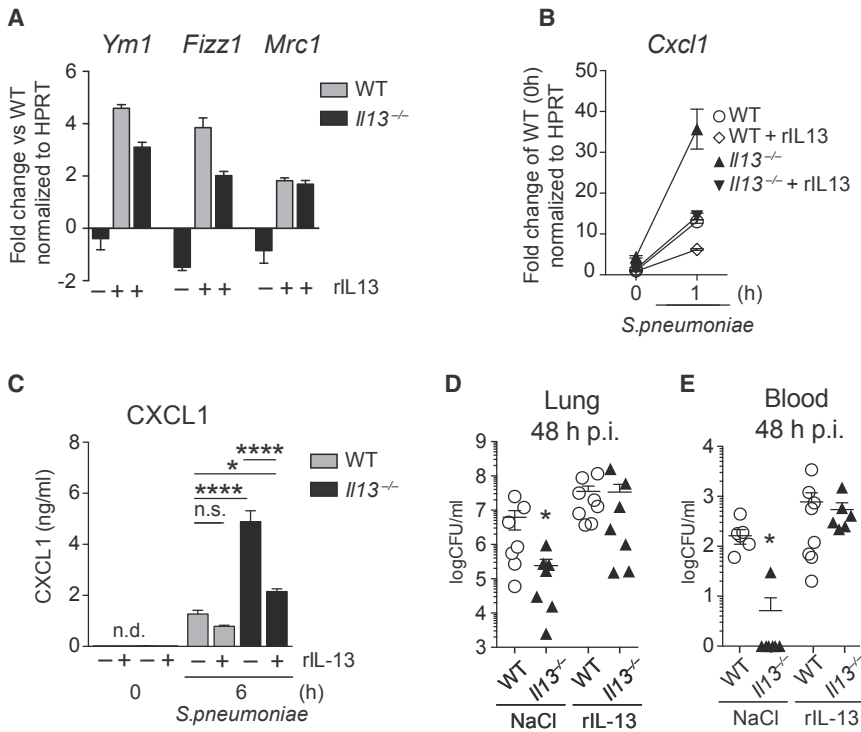 A
Ym1 Fizz1 Mrc1
Fold change vs WT
normalized to HPRT
6
4
2
0
-2
WT
Il13−/−
− + + − + + − + + rIL13
B
Cxcl1
Fold change of WT (0h)
normalized to HPRT
50
40
30
20
10
0
WT
WT + rIL13
Il13−/−
Il13−/− + rIL13
0 1 (h)
S.pneumoniae
C
CXCL1
CXCL1 (ng/ml)
8
6
4
2
0
WT
Il13−/−
****
*
****
n.s.
n.d.
− + − + − + − + rIL-13
0 6 (h)
S.pneumoniae
D
Lung
48 h p.i.
logCFU/ml
9
8
7
6
5
4
3
*
WT Il13−/− WT Il13−/−
NaCl rIL-13
E
Blood
48 h p.i.
logCFU/ml
4
3
2
1
0
*
WT Il13−/− WT Il13−/−
NaCl rIL-13